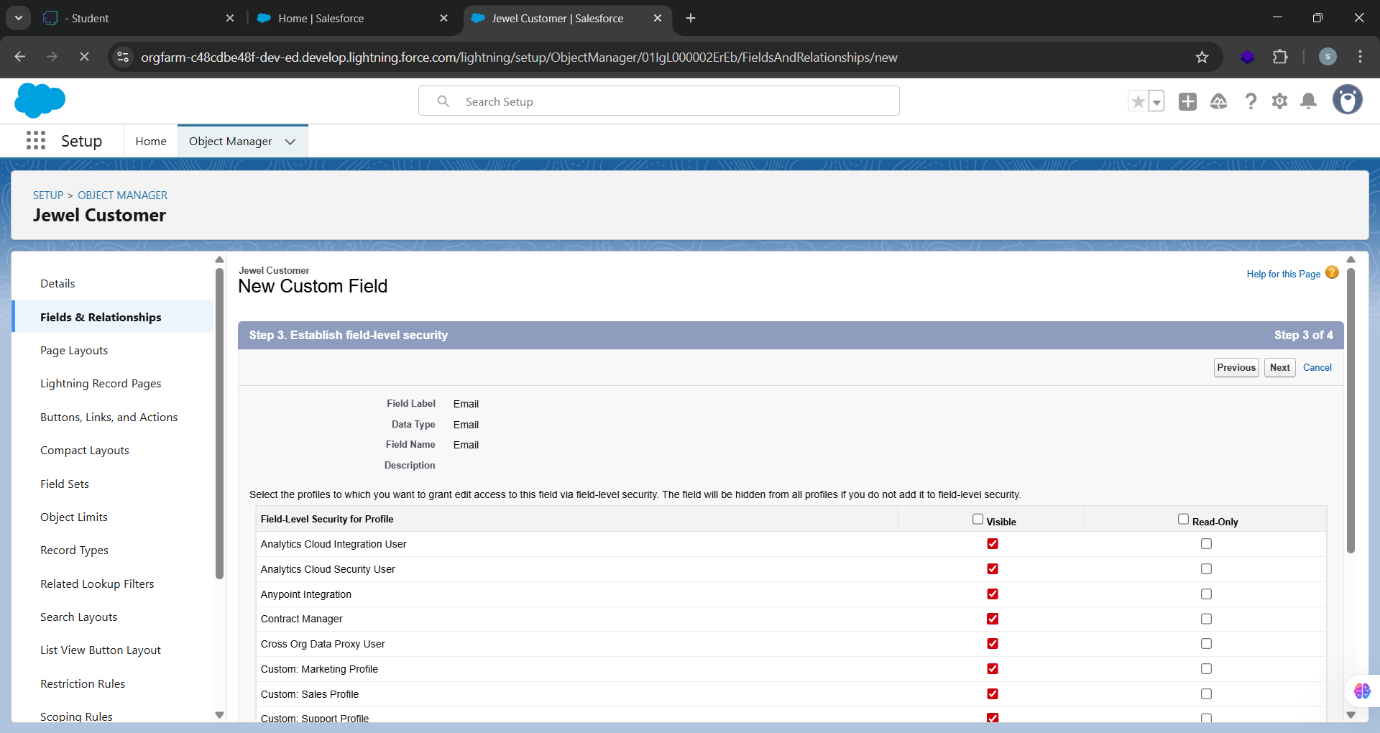 - Student
Home | Salesforce
Jewel Customer | Salesforce
orgfarm-c48cdbe48f-dev-ed.develop.lightning.force.com/lightning/setup/ObjectManager/01IgL000002ErEb/FieldsAndRelationships/new
S
Search Setup
Setup
Home
Object Manager
SETUP > OBJECT MANAGER
Jewel Customer
Details
Fields & Relationships
Page Layouts
Lightning Record Pages
Buttons, Links, and Actions
Compact Layouts
Field Sets
Object Limits
Record Types
Related Lookup Filters
Search Layouts
List View Button Layout
Restriction Rules
Scoping Rules
Jewel Customer
New Custom Field
Help for this Page
Step 3. Establish field-level security
Step 3 of 4
Previous
Next
Cancel
Field Label Email
Data Type Email
Field Name Email
Description
Select the profiles to which you want to grant edit access to this field via field-level security. The field will be hidden from all profiles if you do not add it to field-level security.
Field-Level Security for Profile Visible Read-Only
Analytics Cloud Integration User
Analytics Cloud Security User
Anypoint Integration
Contract Manager
Cross Org Data Proxy User
Custom: Marketing Profile
Custom: Sales Profile
Custom: Support Profile